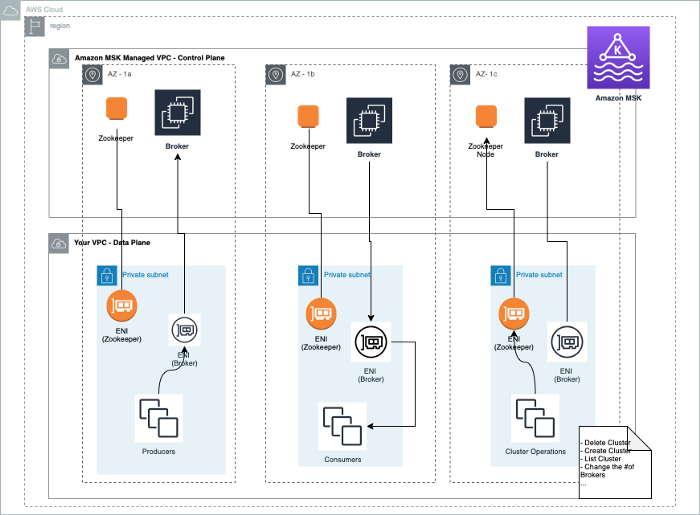 AWS Cloud
region
Amazon MSK Managed VPC - Control Plane
Amazon MSK
AZ - 1a
AZ - 1b
AZ- 1c
K
Zookeeper
Broker
Zookeeper
Broker
Zookeeper
Node
Broker
Your VPC - Data Plane
Private subnet
Private subnet
Private subnet
ENI
(Zookeeper)
ENI
(Broker)
ENI
(Zookeeper)
ENI
(Broker)
ENI
(Zookeeper)
ENI
(Broker)
Producers
Consumers
Cluster Operations
- Delete Cluster
- Create Cluster
- List Cluster
- Change the #of
Brokers
...